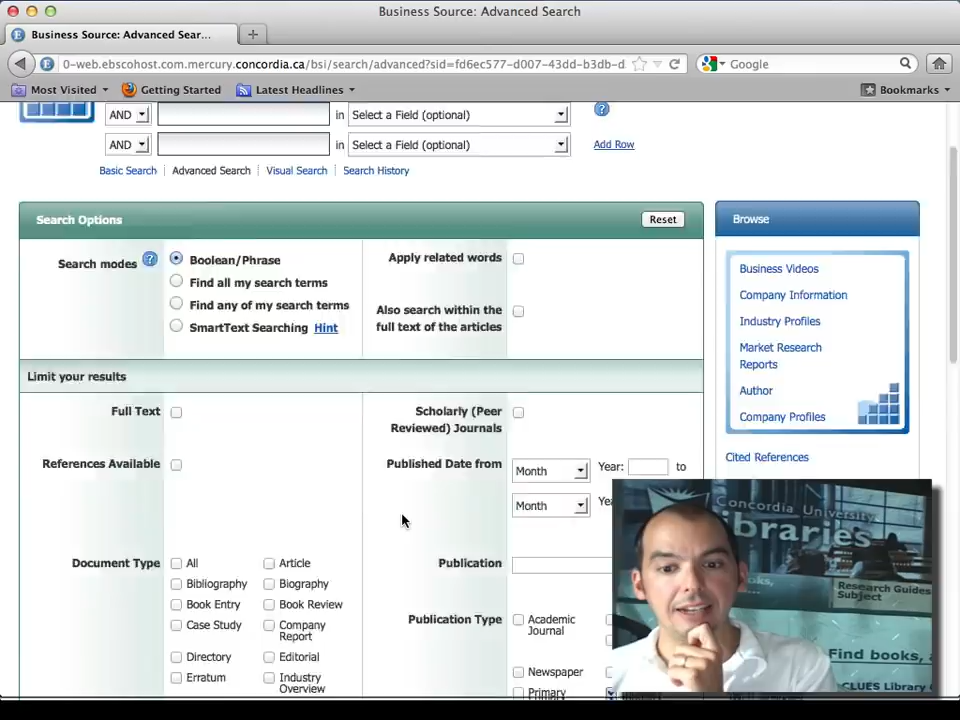 Business Source: Advanced Search
Business Source: Advanced Sear...
0-web.ebscohost.com.mercury.concordia.ca/bsi/search/advanced?sid=fd6ec577-d007-43dd-b3db-d
Google
Most Visited
Getting Started
Latest Headlines
Bookmarks
AND
in
Select a Field (optional)
AND
in
Select a Field (optional)
Add Row
Basic Search
Advanced Search
Visual Search
Search History
Search Options
Reset
Search modes
Boolean/Phrase
Find all my search terms
Find any of my search terms
SmartText Searching Hint
Apply related words
Also search within the
full text of the articles
Limit your results
Full Text
References Available
Scholarly (Peer
Reviewed) Journals
Published Date from
Month
Year:
to
Month
Document Type
All
Article
Bibliography
Biography
Book Entry
Book Review
Case Study
Company
Report
Directory
Editorial
Erratum
Industry
Overview
Publication
Publication Type
Academic
Journal
Newspaper
Primary
Browse
Business Videos
Company Information
Industry Profiles
Market Research
Reports
Author
Company Profiles
Cited References
Concordia University
libraries
Research Guides
Subject
Find books,
CLUES Library